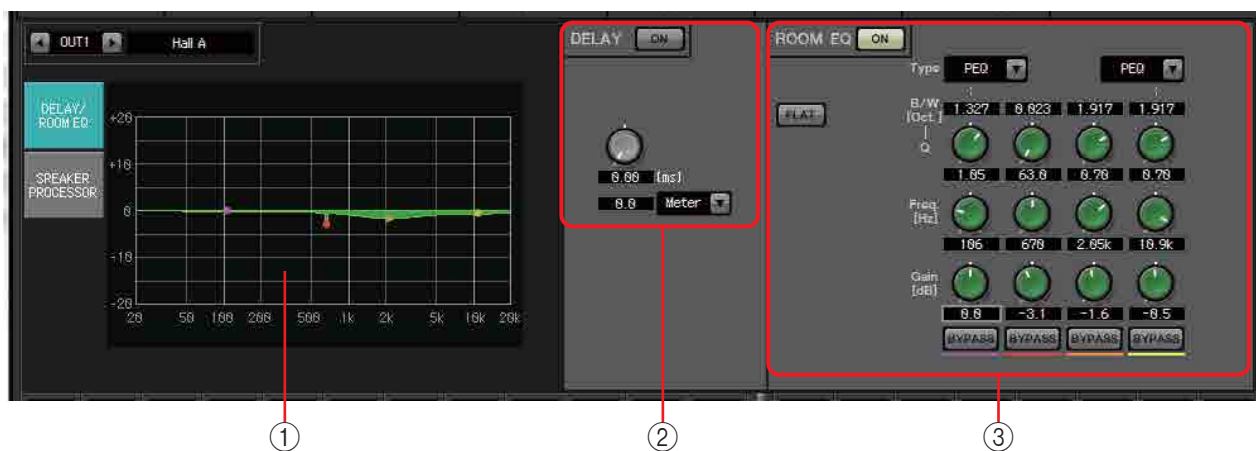 OUT1 Hall A
DELAY ON
ROOM EQ ON
DELAY/
ROOM EQ
SPEAKER
PROCESSOR
+20
+10
0
-10
-20
20 50 100 200 500 1k 2k 5k 10k 20k
0.00 [ms]
0.0 Meter
FLAT
Type PEQ PEQ
B/W
[Oct.]
1.327 0.023 1.917 1.917
Q
1.05 63.0 0.70 0.70
Freq.
[Hz]
106 670 2.05k 10.9k
Gain
[dB]
0.0 -3.1 -1.6 -0.5
BYPASS BYPASS BYPASS BYPASS
① ② ③